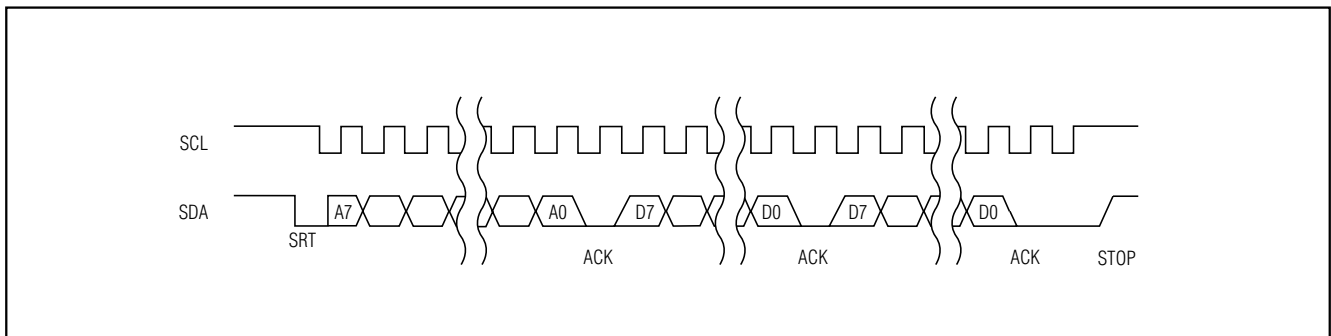 SCL
SDA A7 A0 D7 D0 D7 D0
SRT
ACK ACK ACK STOP